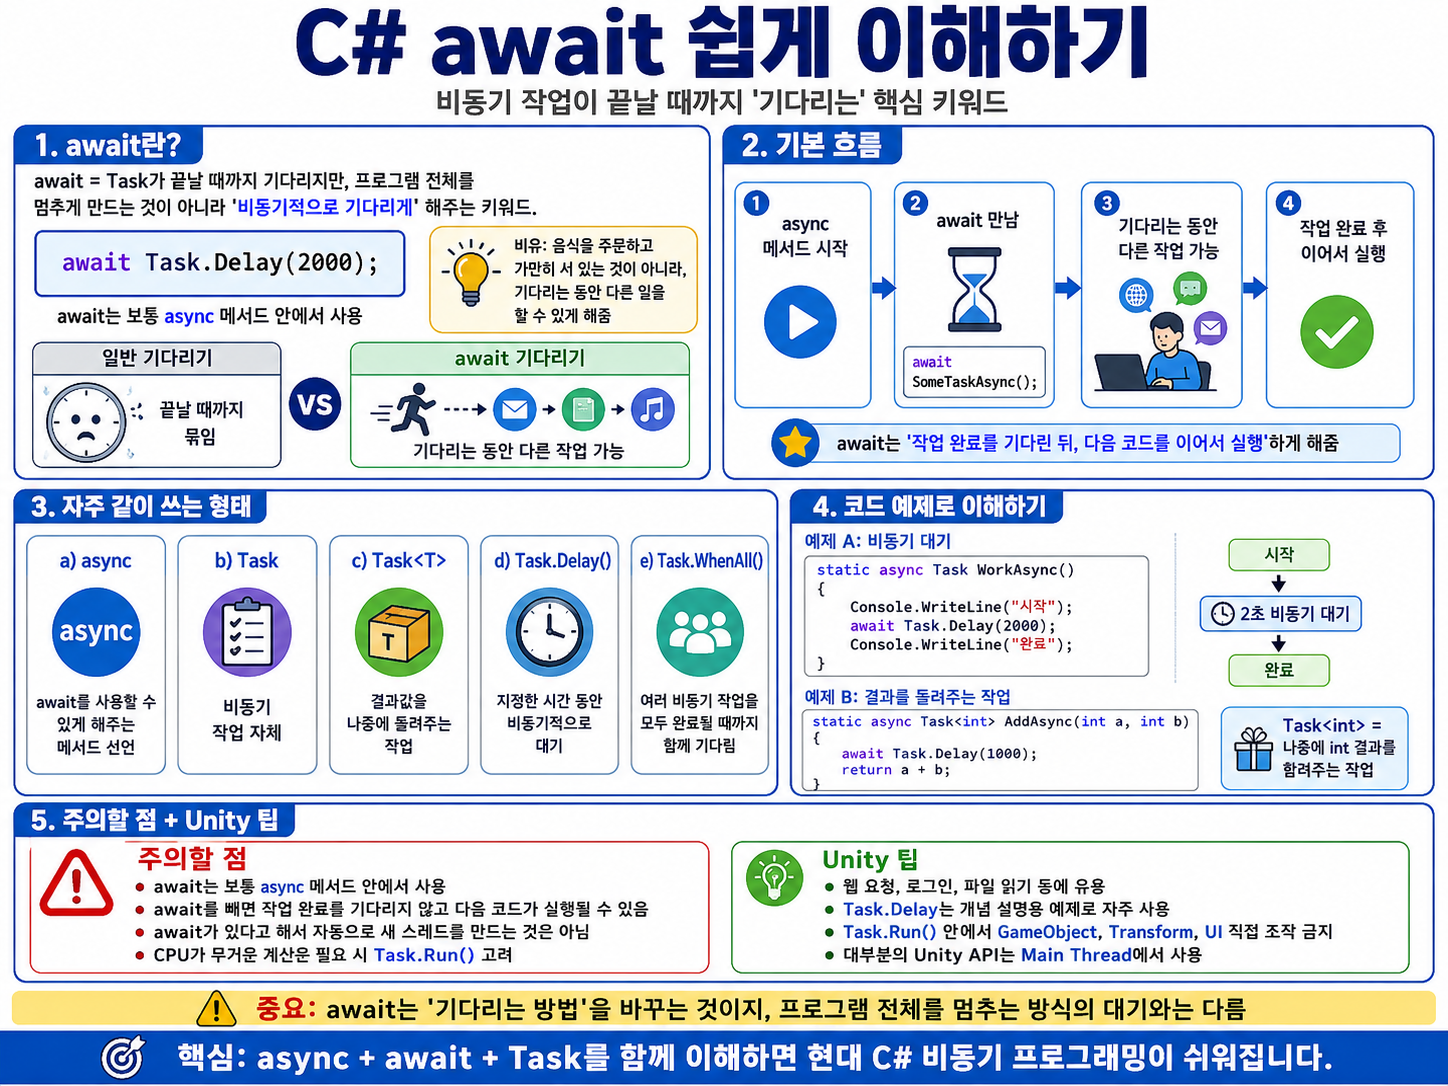 C# await 쉽게 이해하기
비동기 작업이 끝날 때까지 '기다리는' 핵심 키워드
1. await란?
await = Task가 끝날 때까지 기다리지만, 프로그램 전체를
멈추게 만드는 것이 아니라 '비동기적으로 기다리게' 해주는 키워드.
await Task.Delay(2000);
await는 보통 async 메서드 안에서 사용
비유: 음식을 주문하고
가만히 서 있는 것이 아니라,
기다리는 동안 다른 일을
할 수 있게 해줌
일반 기다리기
끝날 때까지
묶임
VS
await 기다리기
기다리는 동안 다른 작업 가능
2. 기본 흐름
1
async
메서드 시작
2
await 만남
await
SomeTaskAsync();
3
기다리는 동안
다른 작업 가능
4
작업 완료 후
이어서 실행
await는 '작업 완료를 기다린 뒤, 다음 코드를 이어서 실행'하게 해줌
3. 자주 같이 쓰는 형태
a) async
async
await를 사용할 수
있게 해주는
메서드 선언
b) Task
비동기
작업 자체
c) Task<T>
T
결과값을
나중에 돌려주는
작업
d) Task.Delay()
지정한 시간 동안
비동기적으로
대기
e) Task.WhenAll()
여러 비동기 작업을
모두 완료될 때까지
함께 기다림
4. 코드 예제로 이해하기
예제 A: 비동기 대기
static async Task WorkAsync()
{
Console.WriteLine("시작");
await Task.Delay(2000);
Console.WriteLine("완료");
}
시작
2초 비동기 대기
완료
예제 B: 결과를 돌려주는 작업
static async Task<int> AddAsync(int a, int b)
{
await Task.Delay(1000);
return a + b;
}
Task<int> =
나중에 int 결과를
함려주는 작업
5. 주의할 점 + Unity 팁
주의할 점
● await는 보통 async 메서드 안에서 사용
● await를 빼면 작업 완료를 기다리지 않고 다음 코드가 실행될 수 있음
● await가 있다고 해서 자동으로 새 스레드를 만드는 것은 아님
● CPU가 무거운 계산은 필요 시 Task.Run() 고려
Unity 팁
● 웹 요청, 로그인, 파일 읽기 등에 유용
● Task.Delay는 개념 설명용 예제로 자주 사용
● Task.Run() 안에서 GameObject, Transform, UI 직접 조작 금지
● 대부분의 Unity API는 Main Thread에서 사용
중요: await는 '기다리는 방법'을 바꾸는 것이지, 프로그램 전체를 멈추는 방식의 대기와는 다름
핵심: async + await + Task를 함께 이해하면 현대 C# 비동기 프로그래밍이 쉬워집니다.